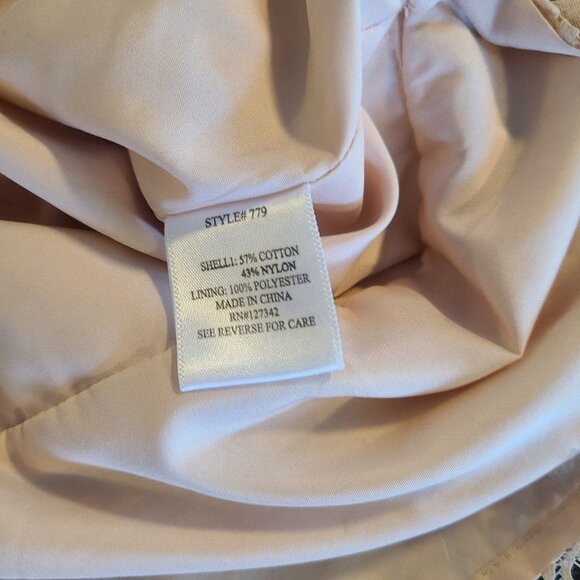 STYLE# 779
SHELL1: 57% COTTON
43% NYLON
LINING: 100% POLYESTER
MADE IN CHINA
RN#127342
SEE REVERSE FOR CARE